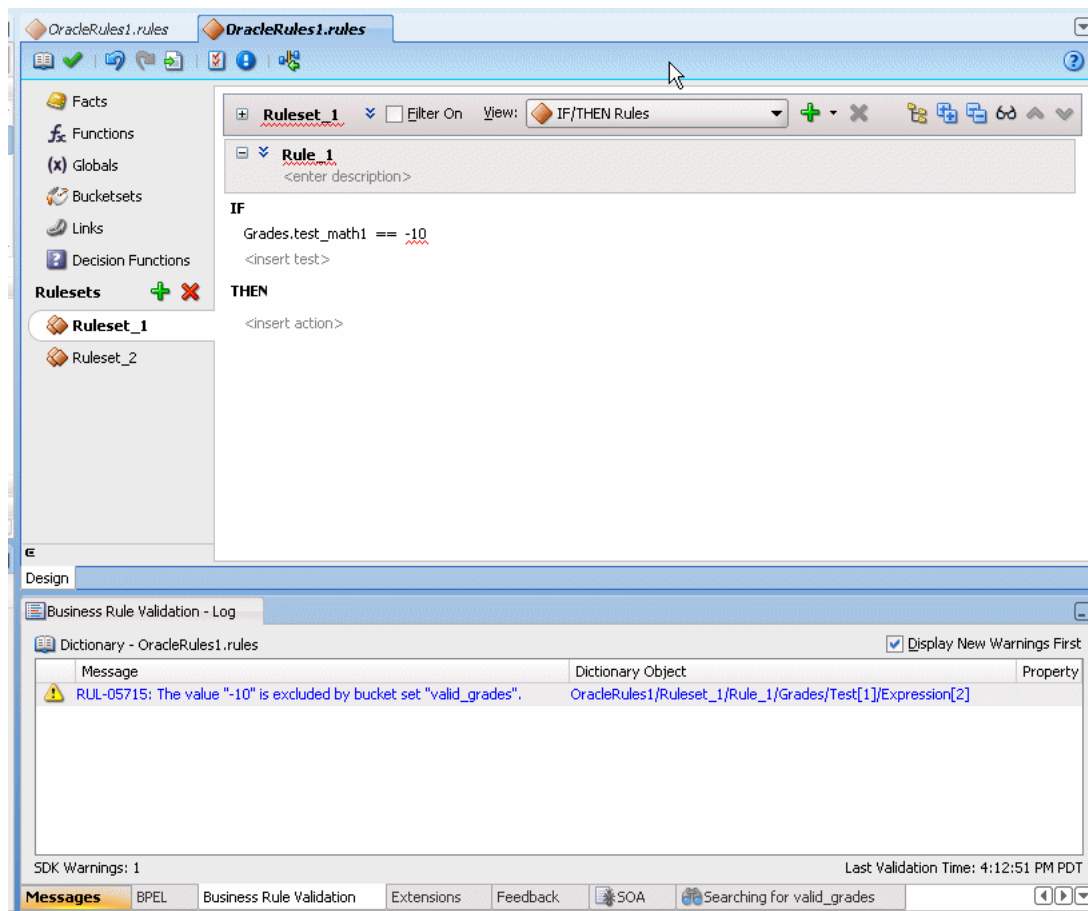 OracleRules1.rules OracleRules1.rules
Facts
Functions
Globals
Bucketsets
Links
Decision Functions
Rulesets
Ruleset_1
Ruleset_2
Ruleset_1 Filter On View: IF/THEN Rules
Rule_1
<enter description>
IF
Grades.test_math1 == -10
<insert test>
THEN
<insert action>
Design
Business Rule Validation - Log
Dictionary - OracleRules1.rules Display New Warnings First
Message Dictionary Object Property
RUL-05715: The value "-10" is excluded by bucket set "valid_grades". OracleRules1/Ruleset_1/Rule_1/Grades/Test[1]/Expression[2]
SDK Warnings: 1 Last Validation Time: 4:12:51 PM PDT
Messages BPEL Business Rule Validation Extensions Feedback SOA Searching for valid_grades